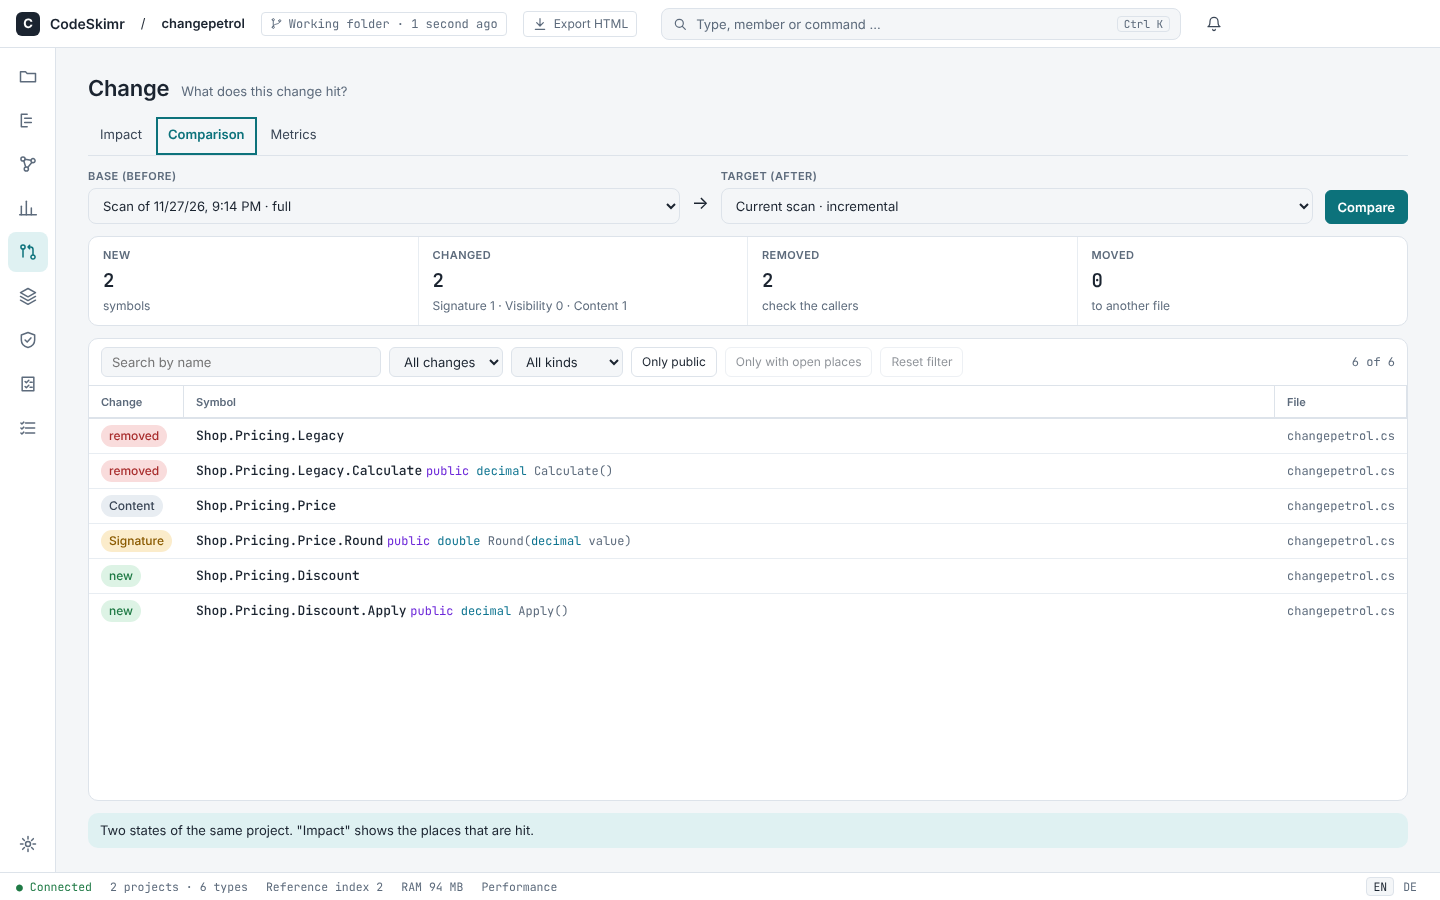 C CodeSkimr / changepetrol Working folder · 1 second ago Export HTML Type, member or command ... Ctrl K
Change What does this change hit?
Impact Comparison Metrics
BASE (BEFORE) TARGET (AFTER)
Scan of 11/27/26, 9:14 PM · full → Current scan · incremental Compare
NEW CHANGED REMOVED MOVED
2 2 2 0
symbols Signature 1 · Visibility 0 · Content 1 check the callers to another file
Search by name All changes All kinds Only public Only with open places Reset filter 6 of 6
Change Symbol File
removed Shop.Pricing.Legacy changepetrol.cs
removed Shop.Pricing.Legacy.Calculate public decimal Calculate() changepetrol.cs
Content Shop.Pricing.Price changepetrol.cs
Signature Shop.Pricing.Price.Round public double Round(decimal value) changepetrol.cs
new Shop.Pricing.Discount changepetrol.cs
new Shop.Pricing.Discount.Apply public decimal Apply() changepetrol.cs
Two states of the same project. "Impact" shows the places that are hit.
● Connected 2 projects · 6 types Reference index 2 RAM 94 MB Performance EN DE